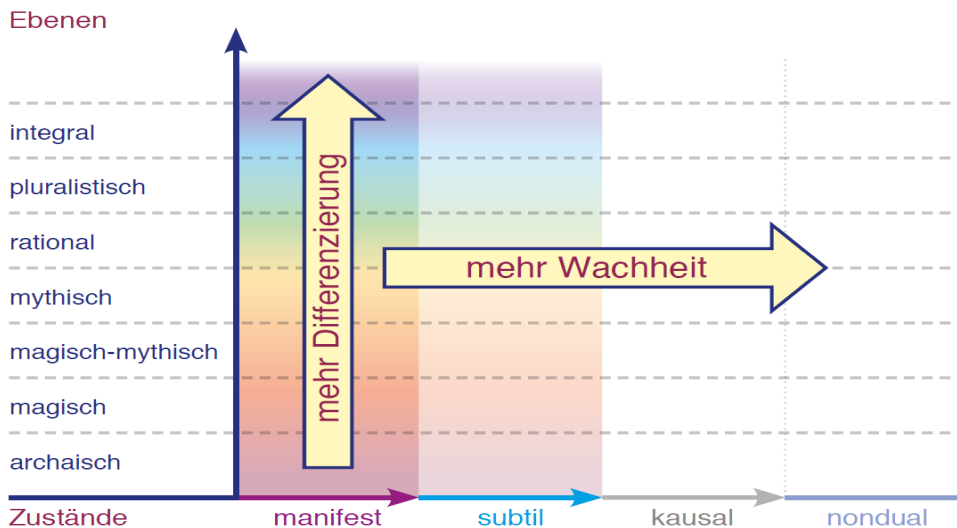 Ebenen
integral
pluralistisch
rational
mythisch
magisch-mythisch
magisch
archaisch
mehr Differenzierung
mehr Wachheit
Zustände
manifest
subtil
kausal
nondual